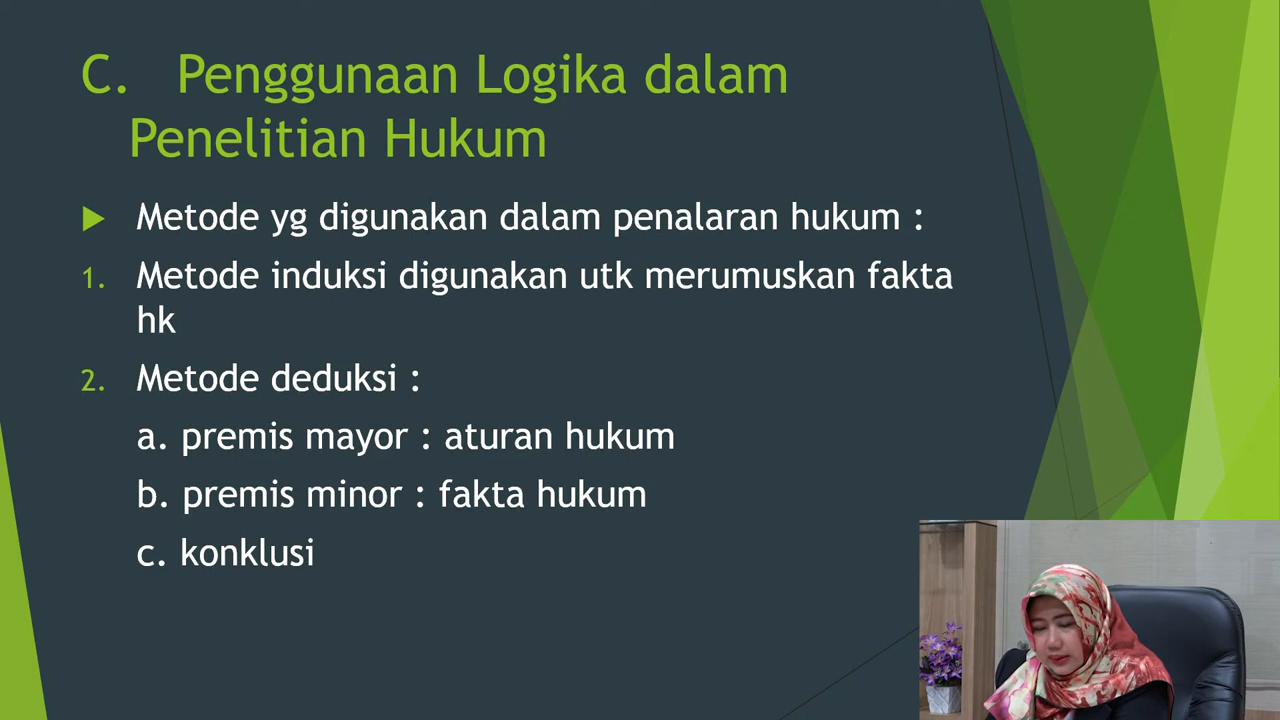 C. Penggunaan Logika dalam
Penelitian Hukum
Metode yg digunakan dalam penalaran hukum :
1. Metode induksi digunakan utk merumuskan fakta
hk
2. Metode deduksi :
a. premis mayor : aturan hukum
b. premis minor : fakta hukum
c. konklusi